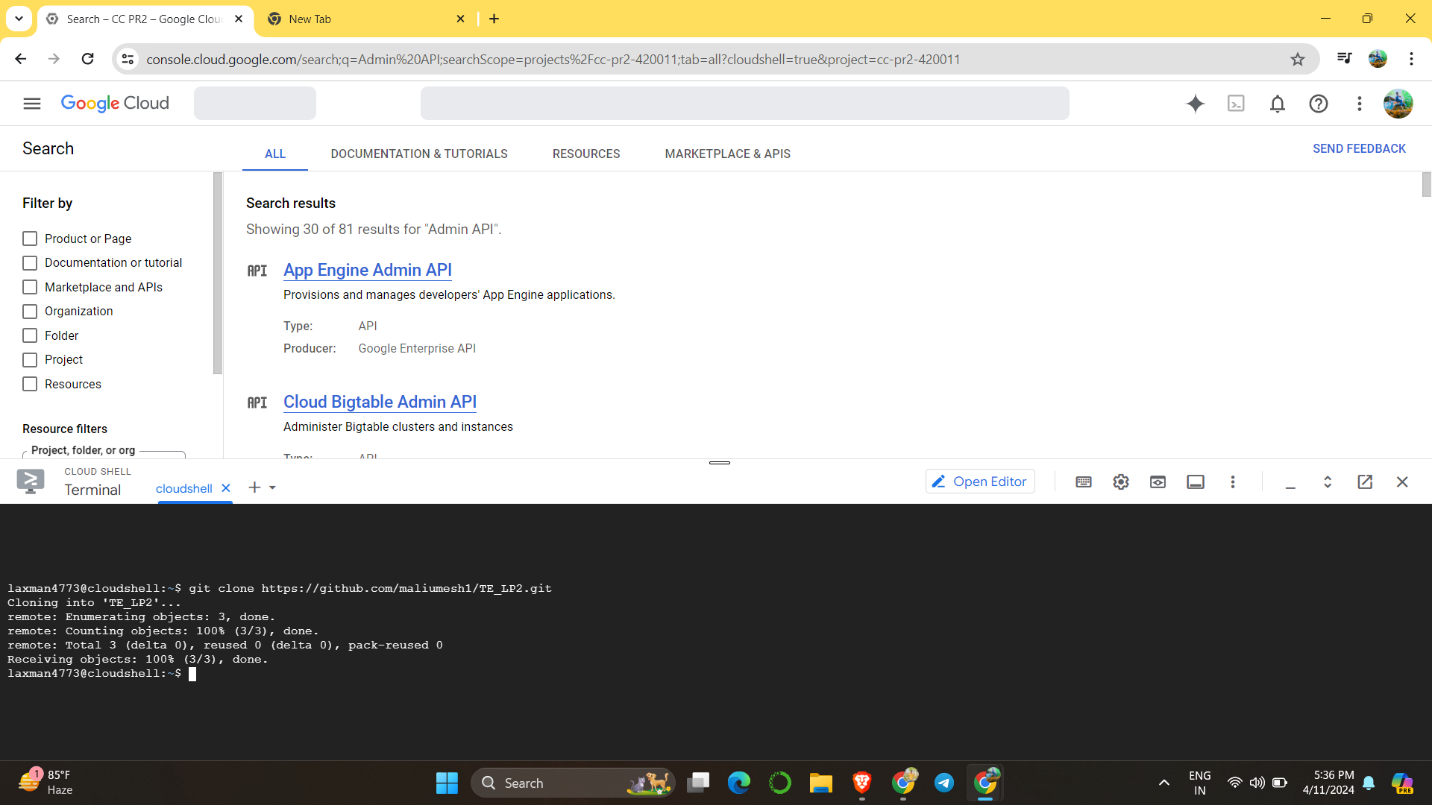 Search – CC PR2 – Google Clou
New Tab
console.cloud.google.com/search;q=Admin%20API;searchScope=projects%2Fcc-pr2-420011;tab=all?cloudshell=true&project=cc-pr2-420011
Google Cloud
Search
ALL
DOCUMENTATION & TUTORIALS
RESOURCES
MARKETPLACE & APIS
SEND FEEDBACK
Filter by
Product or Page
Documentation or tutorial
Marketplace and APIs
Organization
Folder
Project
Resources
Resource filters
Project, folder, or org
Search results
Showing 30 of 81 results for "Admin API".
API
App Engine Admin API
Provisions and manages developers' App Engine applications.
Type: API
Producer: Google Enterprise API
API
Cloud Bigtable Admin API
Administer Bigtable clusters and instances
Type: API
CLOUD SHELL
Terminal
cloudshell
Open Editor
laxman4773@cloudshell:~$ git clone https://github.com/maliumesh1/TE_LP2.git
Cloning into 'TE_LP2'...
remote: Enumerating objects: 3, done.
remote: Counting objects: 100% (3/3), done.
remote: Total 3 (delta 0), reused 0 (delta 0), pack-reused 0
Receiving objects: 100% (3/3), done.
laxman4773@cloudshell:~$
1
85°F
Haze
Search
ENG
IN
5:36 PM
4/11/2024
PRE